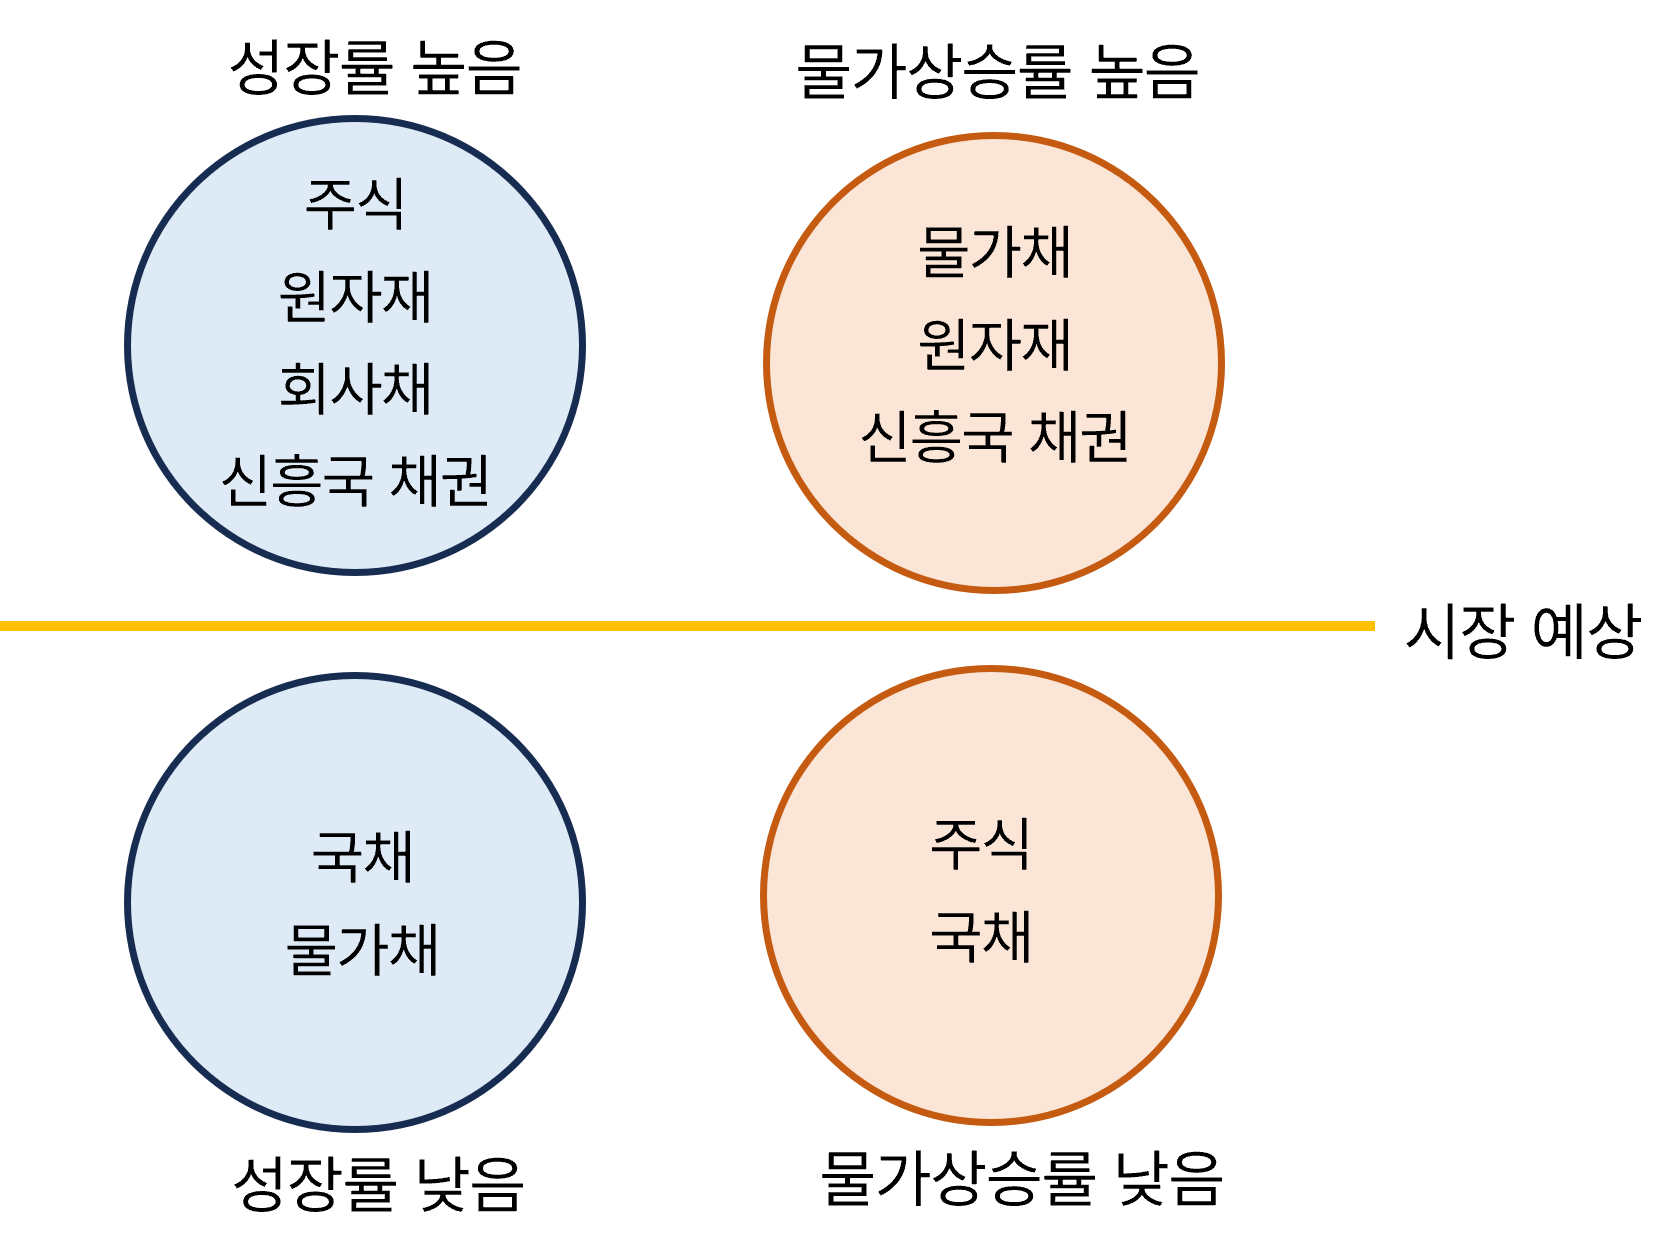 성장률 높음
주식
원자재
회사채
신흥국 채권
물가상승률 높음
물가채
원자재
신흥국 채권
시장 예상
국채
물가채
성장률 낮음
주식
국채
물가상승률 낮음